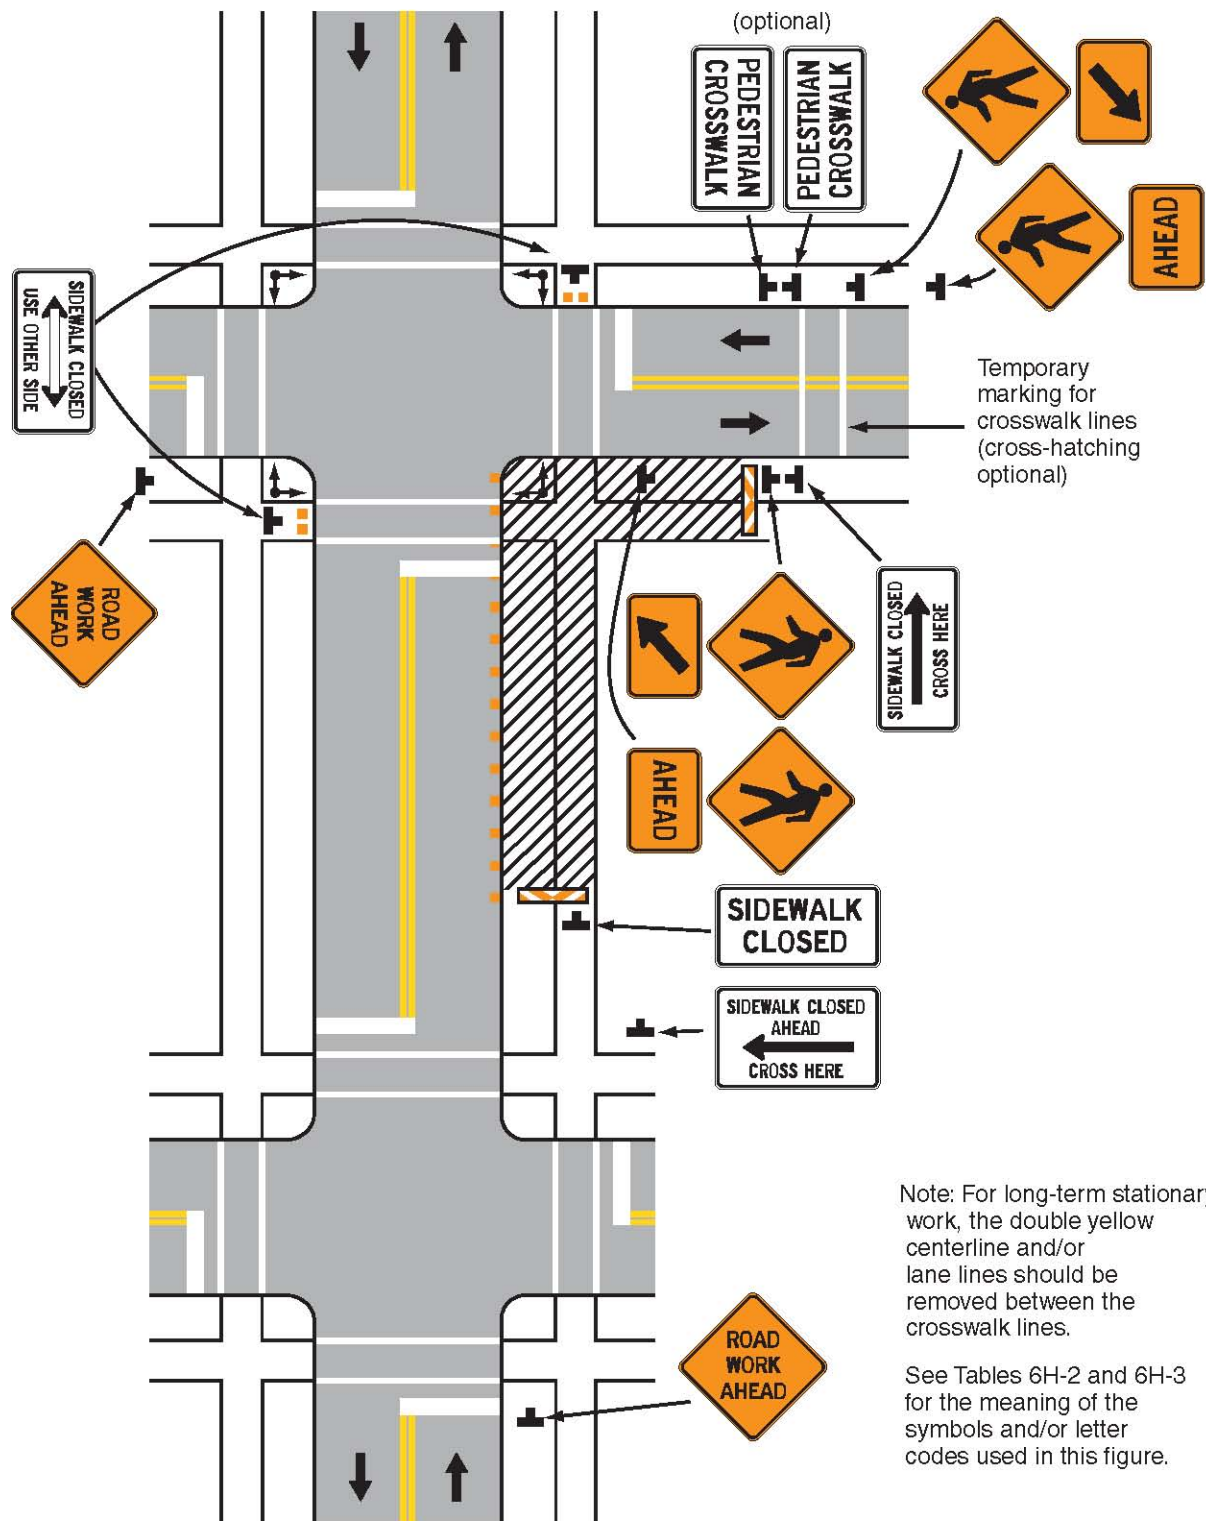 (optional)
PEDESTRIAN
CROSSWALK
PEDESTRIAN
CROSSWALK
AHEAD
SIDEWALK CLOSED
USE OTHER SIDE
Temporary
marking for
crosswalk lines
(cross-hatching
optional)
ROAD
WORK
AHEAD
SIDEWALK CLOSED
CROSS HERE
AHEAD
SIDEWALK
CLOSED
SIDEWALK CLOSED
AHEAD
CROSS HERE
Note: For long-term stationary
work, the double yellow
centerline and/or
lane lines should be
removed between the
crosswalk lines.
ROAD
WORK
AHEAD
See Tables 6H-2 and 6H-3
for the meaning of the
symbols and/or letter
codes used in this figure.